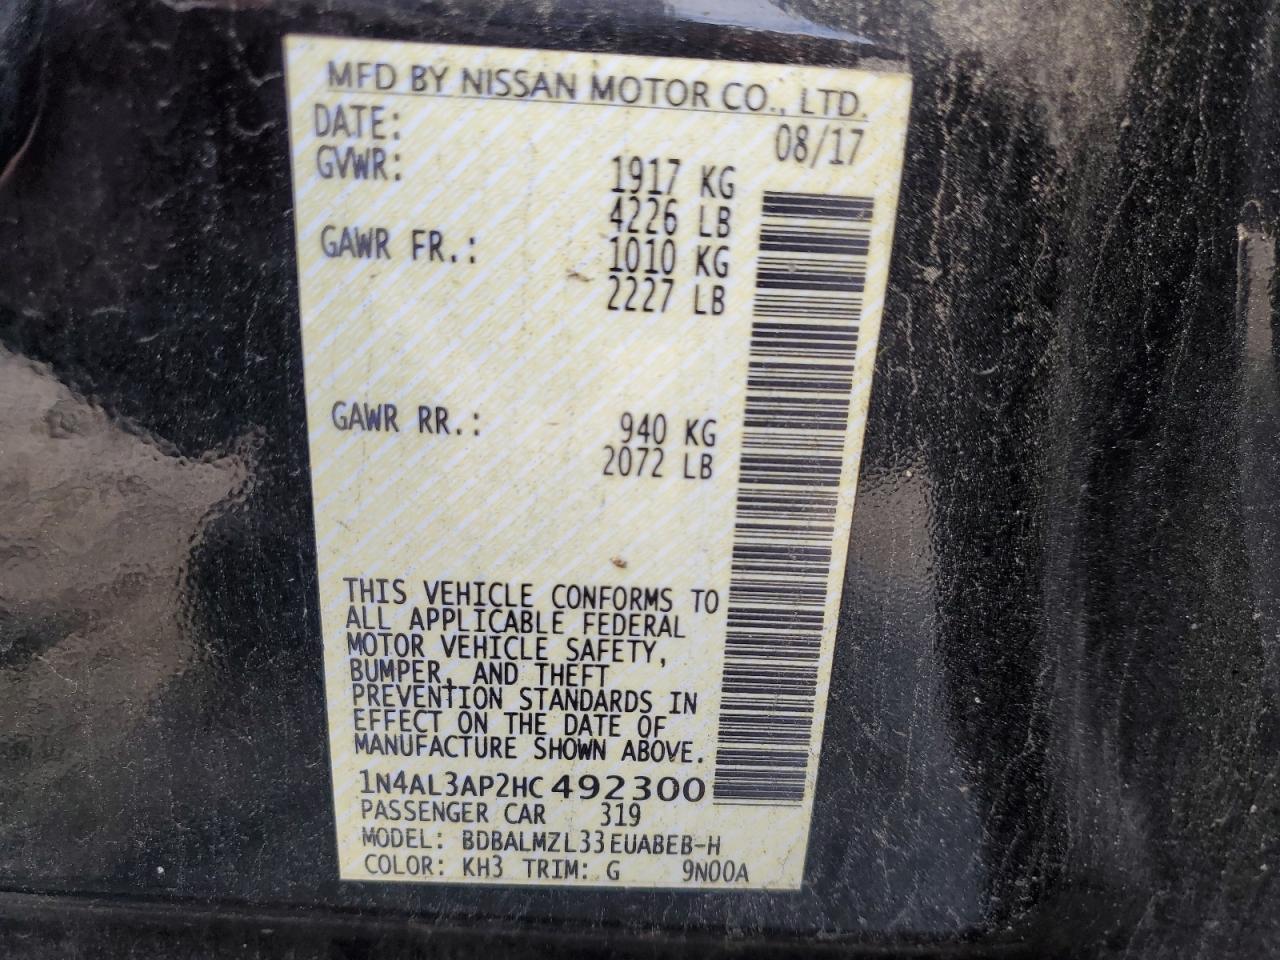 MFD BY NISSAN MOTOR CO., LTD.
DATE: 08/17
GVWR: 1917 KG
4226 LB
GAWR FR.: 1010 KG
2227 LB
GAWR RR.: 940 KG
2072 LB
THIS VEHICLE CONFORMS TO
ALL APPLICABLE FEDERAL
MOTOR VEHICLE SAFETY,
BUMPER, AND THEFT
PREVENTION STANDARDS IN
EFFECT ON THE DATE OF
MANUFACTURE SHOWN ABOVE.
1N4AL3AP2HC492300
PASSENGER CAR 319
MODEL: BDBALMZL33EUABEB-H
COLOR: KH3 TRIM: G 9N00A